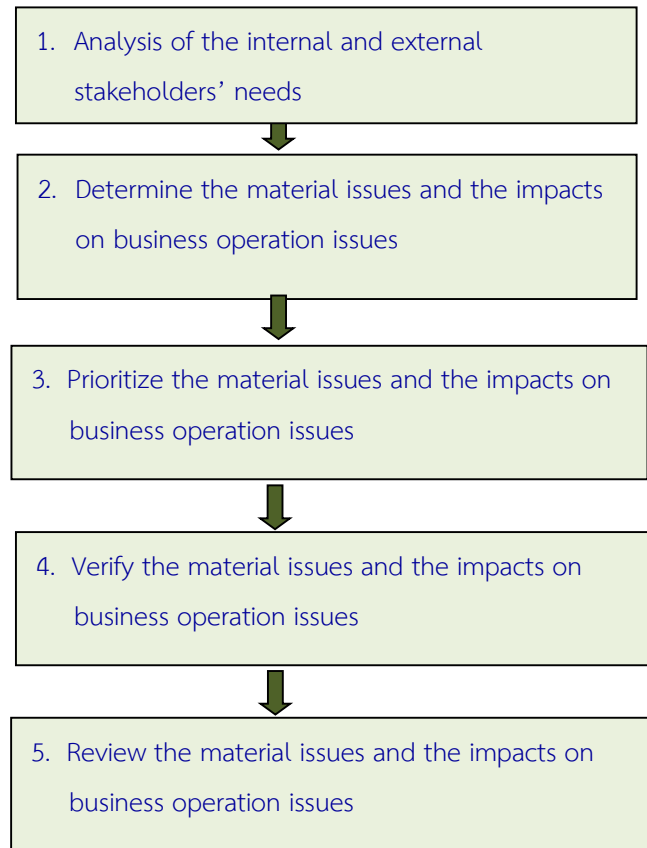 1. Analysis of the internal and external
stakeholders’ needs
2. Determine the material issues and the impacts
on business operation issues
3. Prioritize the material issues and the impacts on
business operation issues
4. Verify the material issues and the impacts on
business operation issues
5. Review the material issues and the impacts on
business operation issues